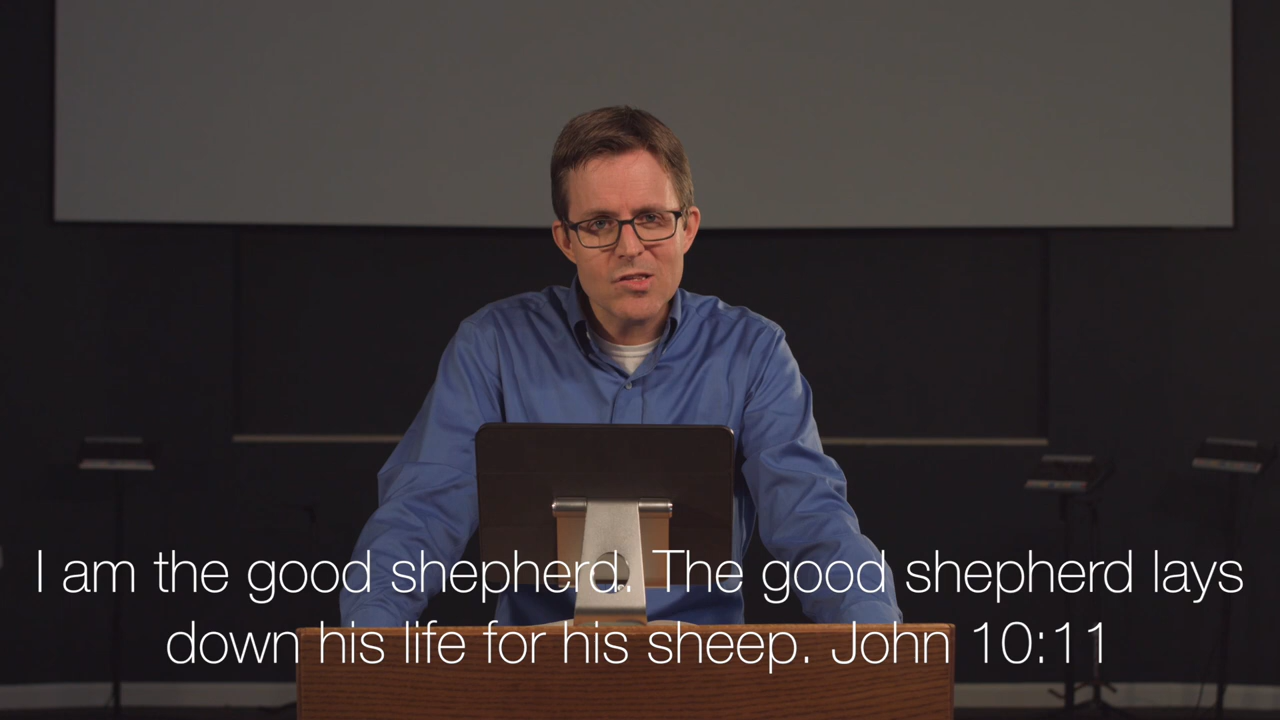 I am the good shepherd. The good shepherd lays
down his life for his sheep. John 10:11